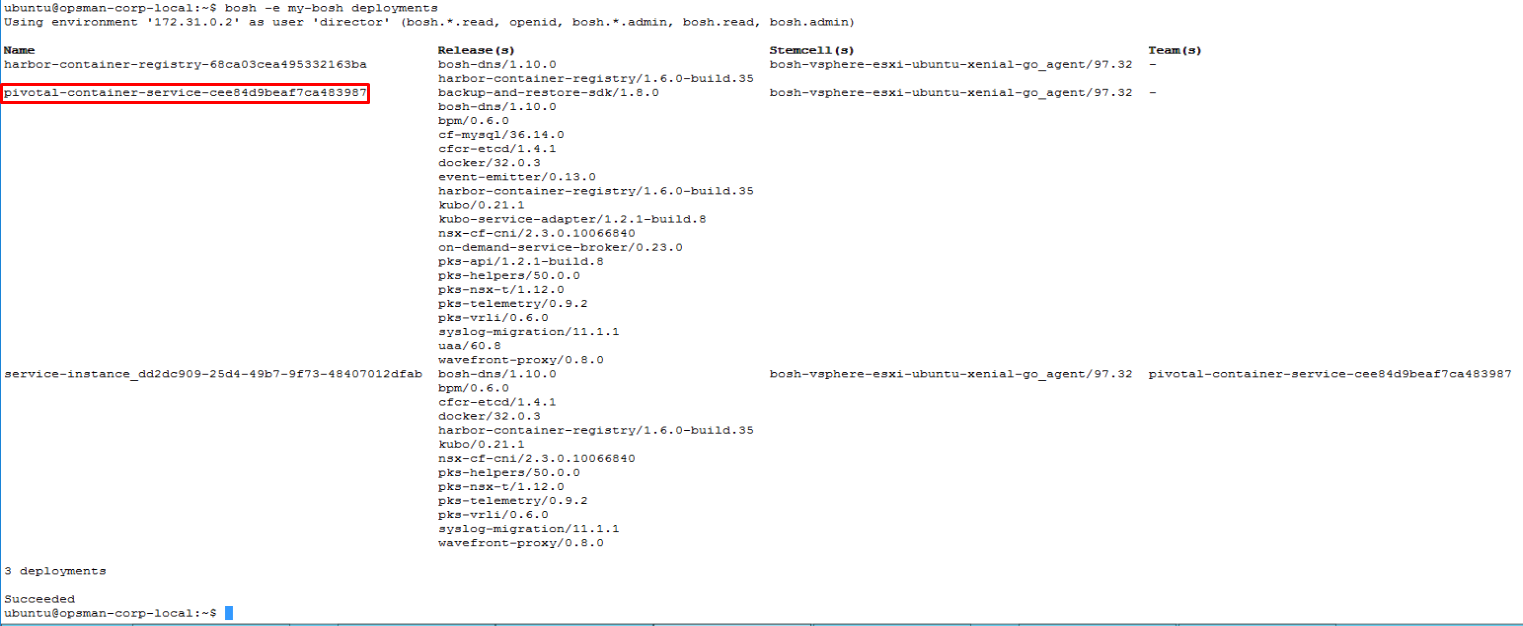 ubuntu@opsman-corp-local:~$ bosh -e my-bosh deployments
Using environment '172.31.0.2' as user 'director' (bosh.*.read, openid, bosh.*.admin, bosh.read, bosh.admin)
Name Release(s) Stemcell(s) Team(s)
harbor-container-registry-68ca03cea495332163ba bosh-dns/1.10.0 bosh-vsphere-esxi-ubuntu-xenial-go_agent/97.32 -
harbor-container-registry/1.6.0-build.35
pivotal-container-service-cee84d9beaf7ca483987 backup-and-restore-sdk/1.8.0 bosh-vsphere-esxi-ubuntu-xenial-go_agent/97.32 -
bosh-dns/1.10.0
bpm/0.6.0
cf-mysql/36.14.0
cfcr-etcd/1.4.1
docker/32.0.3
event-emitter/0.13.0
harbor-container-registry/1.6.0-build.35
kubo/0.21.1
kubo-service-adapter/1.2.1-build.8
nsx-cf-cni/2.3.0.10066840
on-demand-service-broker/0.23.0
pks-api/1.2.1-build.8
pks-helpers/50.0.0
pks-nsx-t/1.12.0
pks-telemetry/0.9.2
pks-vrli/0.6.0
syslog-migration/11.1.1
uaa/60.8
wavefront-proxy/0.8.0
service-instance_dd2dc909-25d4-49b7-9f73-48407012dfab bosh-dns/1.10.0 bosh-vsphere-esxi-ubuntu-xenial-go_agent/97.32 pivotal-container-service-cee84d9beaf7ca483987
bpm/0.6.0
cfcr-etcd/1.4.1
docker/32.0.3
harbor-container-registry/1.6.0-build.35
kubo/0.21.1
nsx-cf-cni/2.3.0.10066840
pks-helpers/50.0.0
pks-nsx-t/1.12.0
pks-telemetry/0.9.2
pks-vrli/0.6.0
syslog-migration/11.1.1
wavefront-proxy/0.8.0
3 deployments
Succeeded
ubuntu@opsman-corp-local:~$